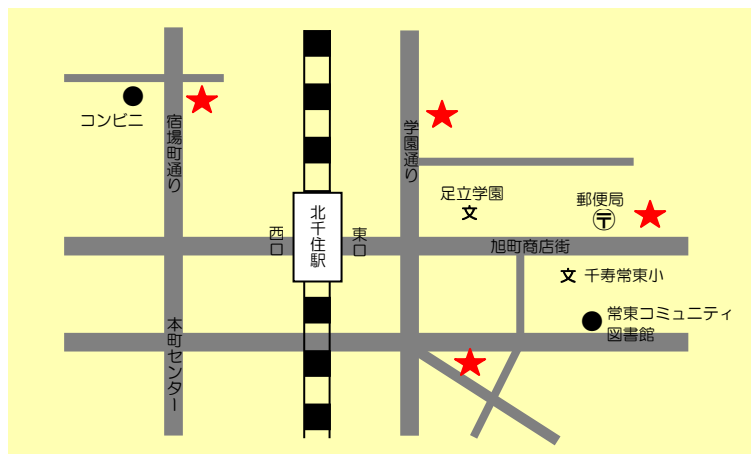 コンビニ
宿場町通り
学園通り
足立学園
文
郵便局
〒
西口
北千住駅
東口
旭町商店街
文 千寿常東小
本町センター
常東コミュニティ
図書館